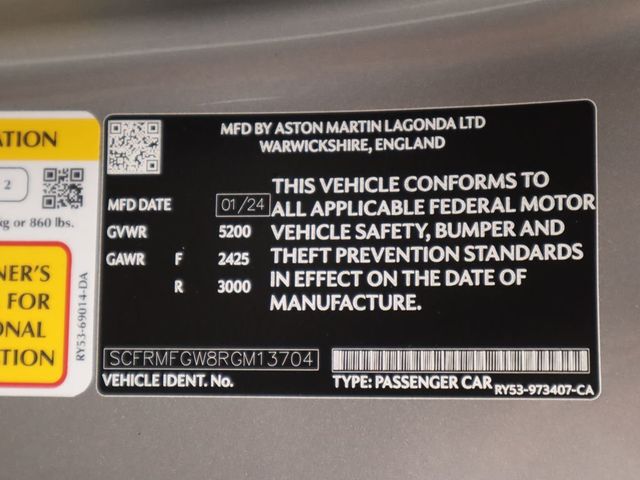 ATION
2
kg or 860 lbs.
NER'S
FOR
ONAL
TION
RY53-69014-DA
MFD BY ASTON MARTIN LAGONDA LTD
WARWICKSHIRE, ENGLAND
MFD DATE 01/24
GVWR 5200
GAWR F 2425
R 3000
THIS VEHICLE CONFORMS TO
ALL APPLICABLE FEDERAL MOTOR
VEHICLE SAFETY, BUMPER AND
THEFT PREVENTION STANDARDS
IN EFFECT ON THE DATE OF
MANUFACTURE.
SCFRMFGW8RGM13704
VEHICLE IDENT. No.
TYPE: PASSENGER CAR
RY53-973407-CA